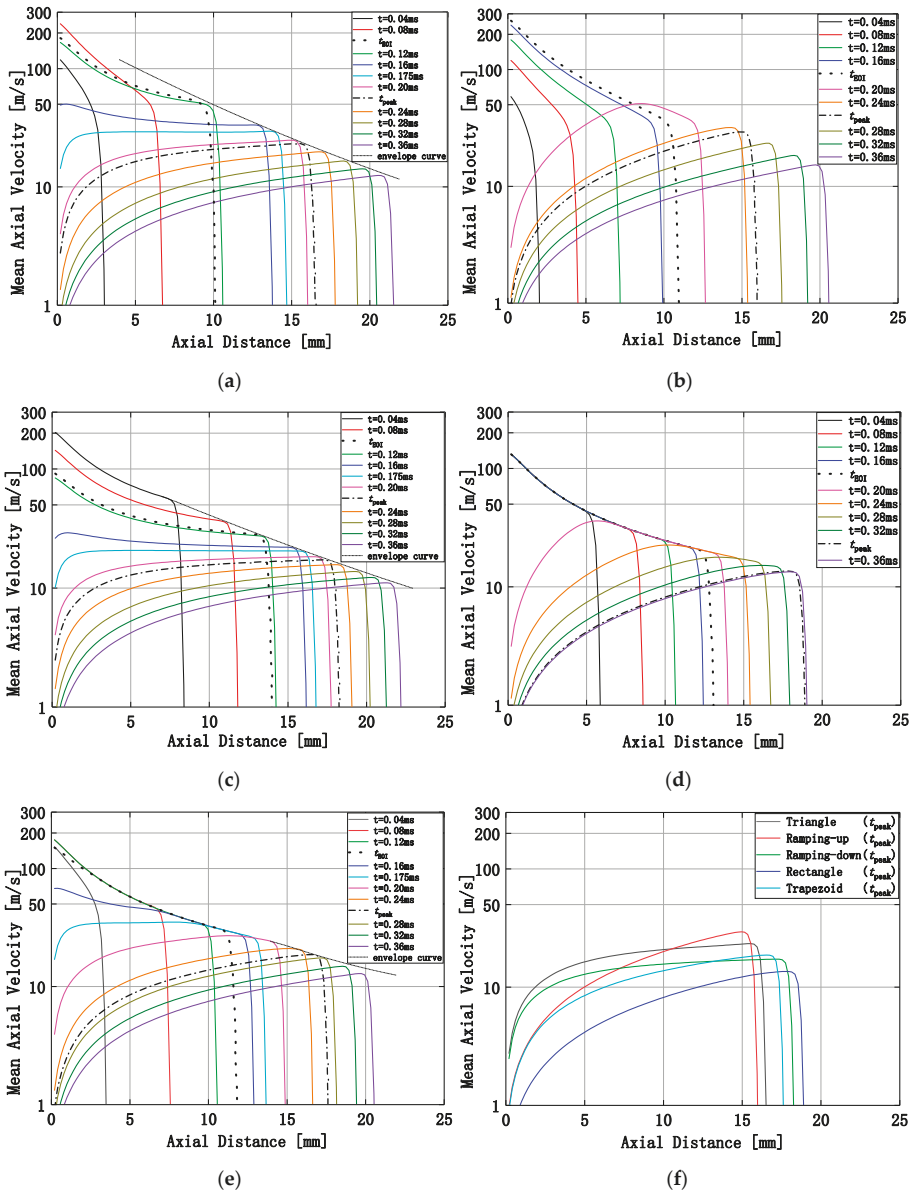 300
200
100
50
10
1
Mean Axial Velocity [m/s]
0 5 10 15 20 25
Axial Distance [mm]
t=0.04ms
t=0.08ms
tEOI
t=0.12ms
t=0.16ms
t=0.175ms
t=0.20ms
tpeak
t=0.24ms
t=0.28ms
t=0.32ms
t=0.36ms
envelope curve
(a)
300
200
100
50
10
1
Mean Axial Velocity [m/s]
0 5 10 15 20 25
Axial Distance [mm]
t=0.04ms
t=0.08ms
t=0.12ms
t=0.16ms
tEOI
t=0.20ms
t=0.24ms
tpeak
t=0.28ms
t=0.32ms
t=0.36ms
(b)
300
200
100
50
10
1
Mean Axial Velocity [m/s]
0 5 10 15 20 25
Axial Distance [mm]
t=0.04ms
t=0.08ms
tEOI
t=0.12ms
t=0.16ms
t=0.175ms
t=0.20ms
tpeak
t=0.24ms
t=0.28ms
t=0.32ms
t=0.36ms
envelope curve
(c)
300
200
100
50
10
1
Mean Axial Velocity [m/s]
0 5 10 15 20 25
Axial Distance [mm]
t=0.04ms
t=0.08ms
t=0.12ms
t=0.16ms
tEOI
t=0.20ms
t=0.24ms
t=0.28ms
t=0.32ms
tpeak
t=0.36ms
(d)
300
200
100
50
10
1
Mean Axial Velocity [m/s]
0 5 10 15 20 25
Axial Distance [mm]
t=0.04ms
t=0.08ms
t=0.12ms
tEOI
t=0.16ms
t=0.175ms
t=0.20ms
t=0.24ms
tpeak
t=0.28ms
t=0.32ms
t=0.36ms
envelope curve
(e)
300
200
100
50
10
1
Mean Axial Velocity [m/s]
0 5 10 15 20 25
Axial Distance [mm]
Triangle (tpeak)
Ramping-up (tpeak)
Ramping-down (tpeak)
Rectangle (tpeak)
Trapezoid (tpeak)
(f)